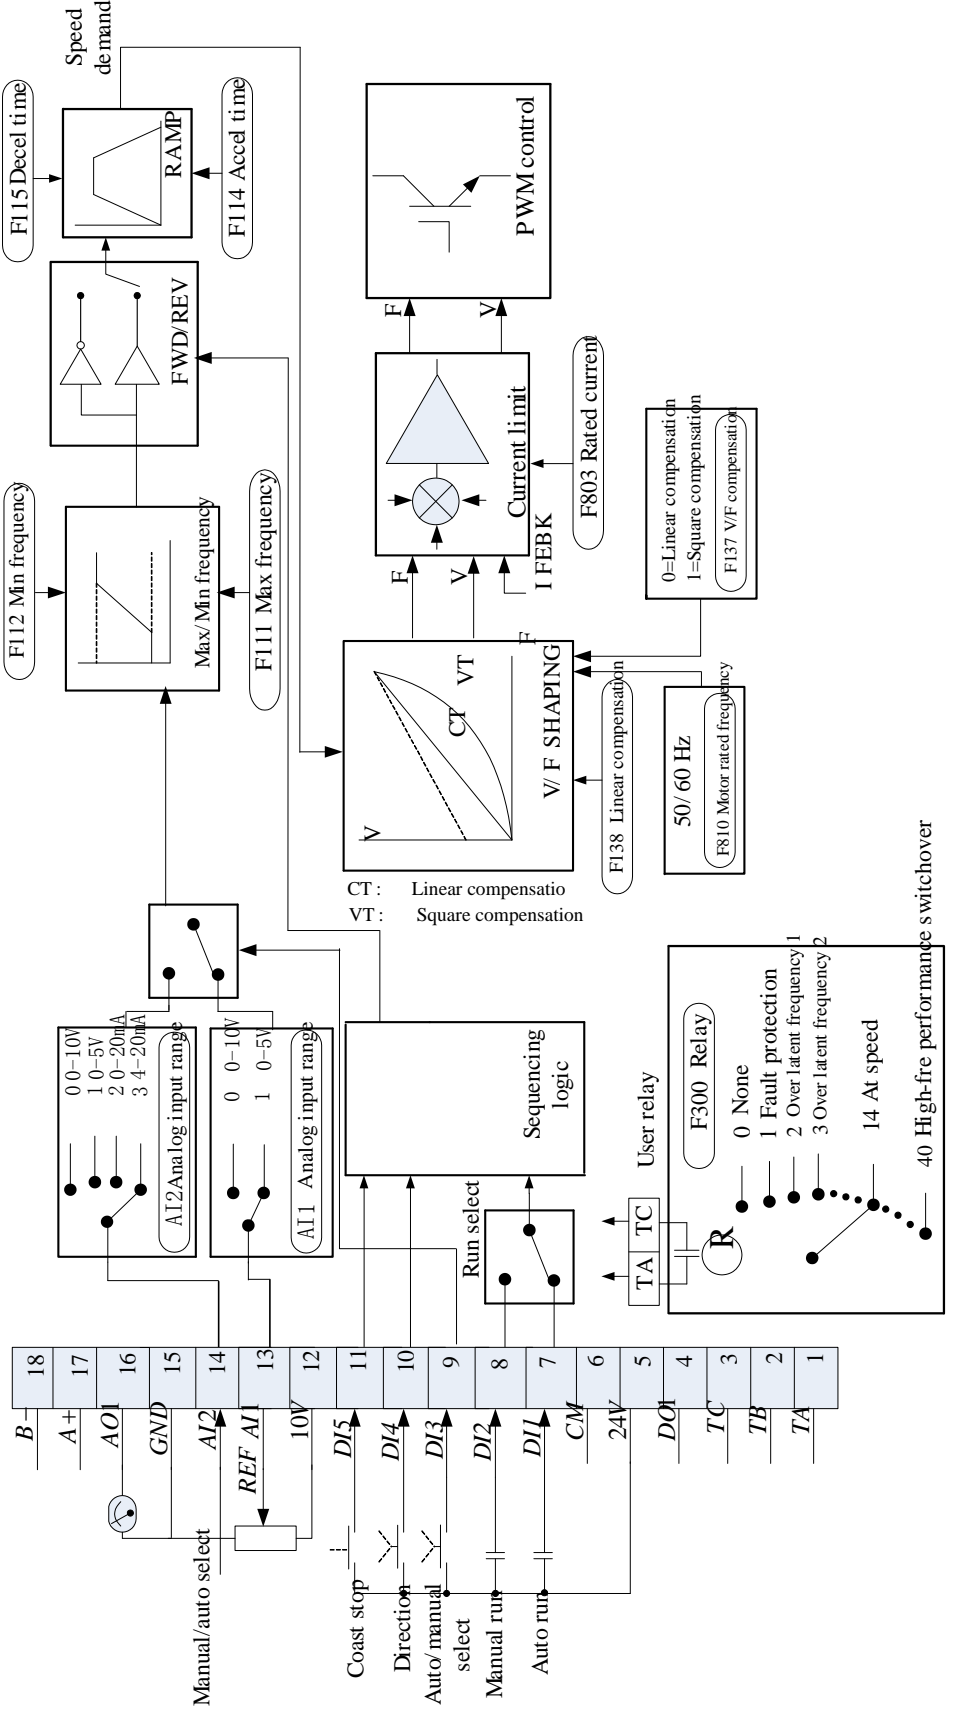 Speed
demand
F115 Decel time
RAMP
F114 Accel time
FWD/REV
F112 Min frequency
Max/Min frequency
F111 Max frequency
PWM control
F
V
Current limit
F803 Rated current
I FEBK
F
V
0=Linear compensation
1=Square compensation
F137 V/F compensation
V
CT
VT
F
V/F SHAPING
F138 Linear compensation
50/60 Hz
F810 Motor rated frequency
CT : Linear compensatio
VT : Square compensation
0 0-10V
1 0-5V
2 0-20mA
3 4-20mA
AI2 Analog input range
0 0-10V
1 0-5V
AI1 Analog input range
Sequencing
logic
Run select
User relay
TA
TC
R
F300 Relay
0 None
1 Fault protection
2 Over latent frequency 1
3 Over latent frequency 2
14 At speed
40 High-fre performance switchover
18
17
16
15
14
13
12
11
10
9
8
7
6
5
4
3
2
1
B-
A+
AO1
GND
AI2
REF AI1
10V
DI5
DI4
DI3
DI2
DI1
CM
24V
DO1
TC
TB
TA
Manual/auto select
Coast stop
Direction
Auto/manual
select
Manual run
Auto run